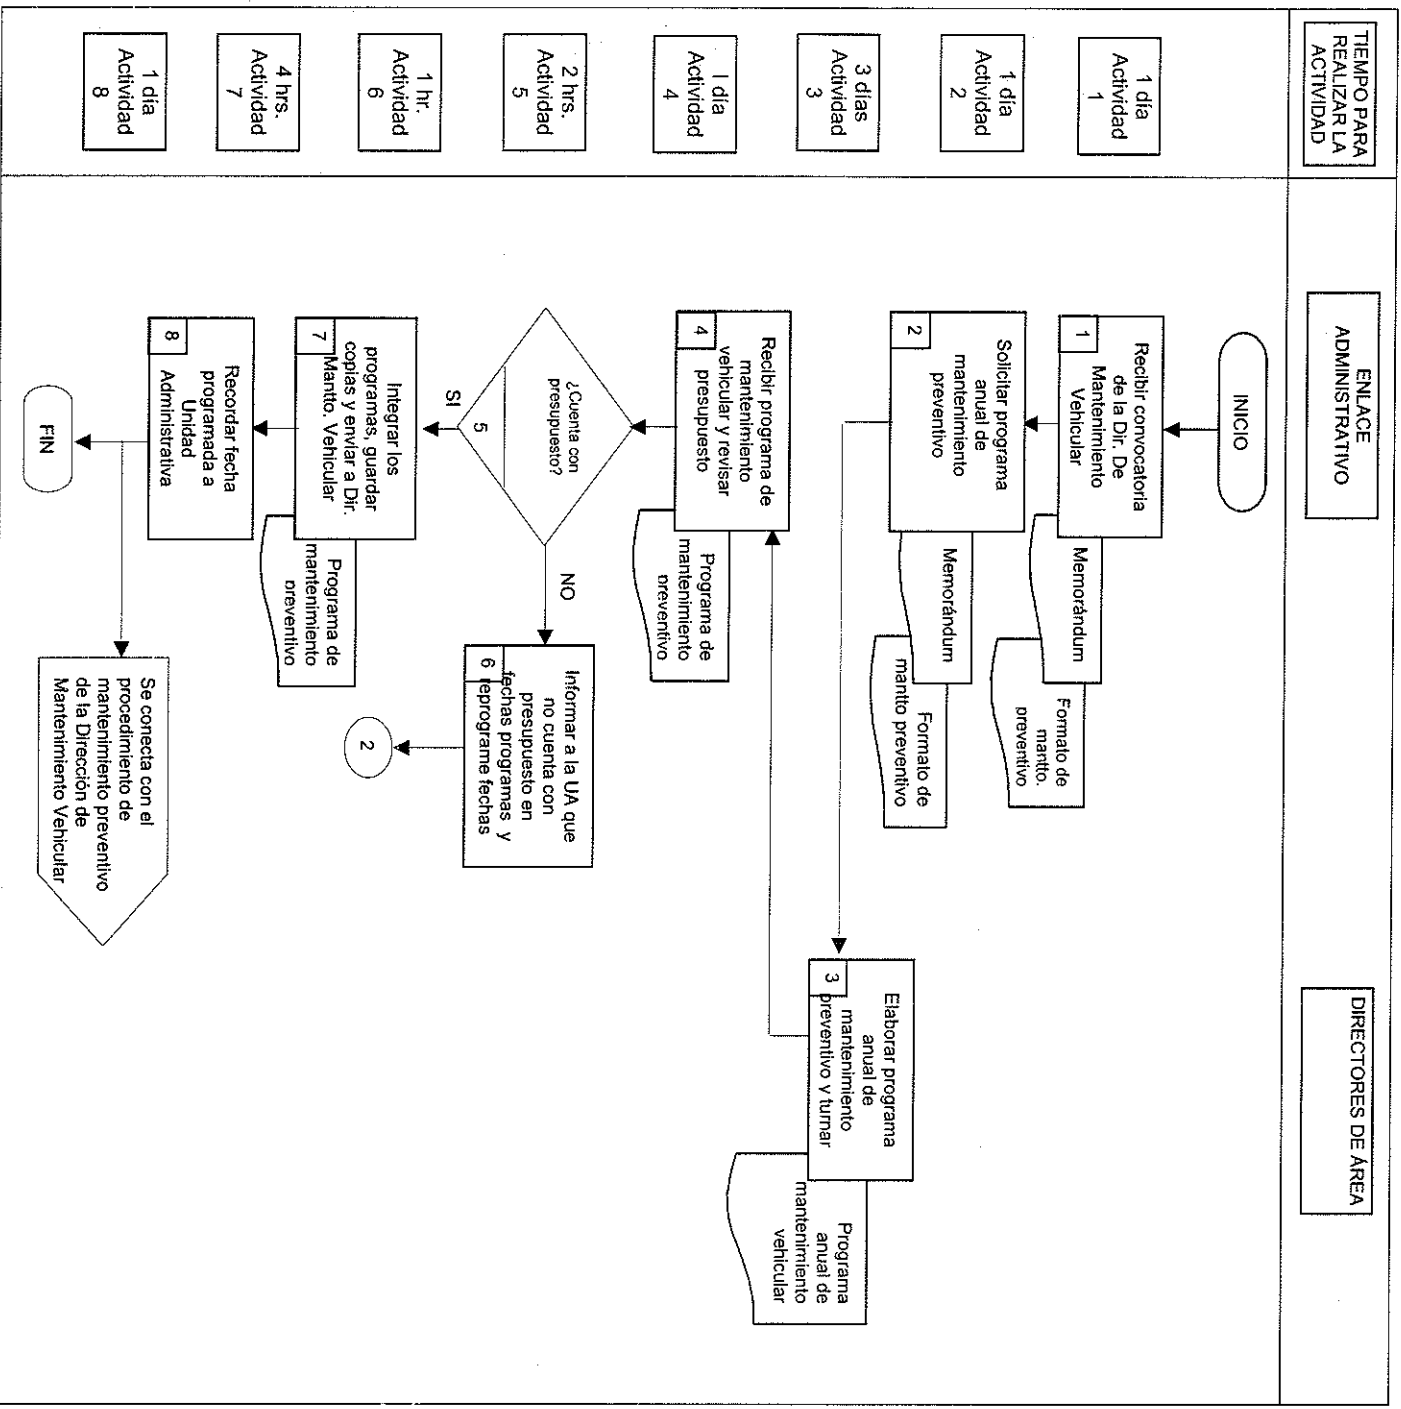 TIEMPO PARA
REALIZAR LA
ACTIVIDAD
ENLACE
ADMINISTRATIVO
DIRECTORES DE ÁREA
1 día
Actividad
1
1 día
Actividad
2
3 días
Actividad
3
I día
Actividad
4
2 hrs.
Actividad
5
1 hr.
Actividad
6
4 hrs.
Actividad
7
1 día
Actividad
8
INICIO
Recibir convocatoria
de la Dir. De
Mantenimiento
Vehicular
1
Memorándum
Formato de
mantto.
preventivo
Solicitar programa
anual de
mantenimiento
preventivo
2
Memorándum
Formato de
mantto preventivo
Elaborar programa
anual de
mantenimiento
preventivo y turnar
3
Programa
anual de
mantenimiento
vehicular
Recibir programa de
mantenimiento
vehicular y revisar
presupuesto
4
Programa de
mantenimiento
preventivo
¿Cuenta con
presupuesto?
5
NO
SI
Informar a la UA que
no cuenta con
presupuesto en
fechas programas y
reprograme fechas
6
2
Integrar los
programas, guardar
copias y enviar a Dir.
Mantto. Vehicular
7
Programa de
mantenimiento
preventivo
Recordar fecha
programada a
Unidad
Administrativa
8
FIN
Se conecta con el
procedimiento de
mantenimiento preventivo
de la Dirección de
Mantenimiento Vehicular